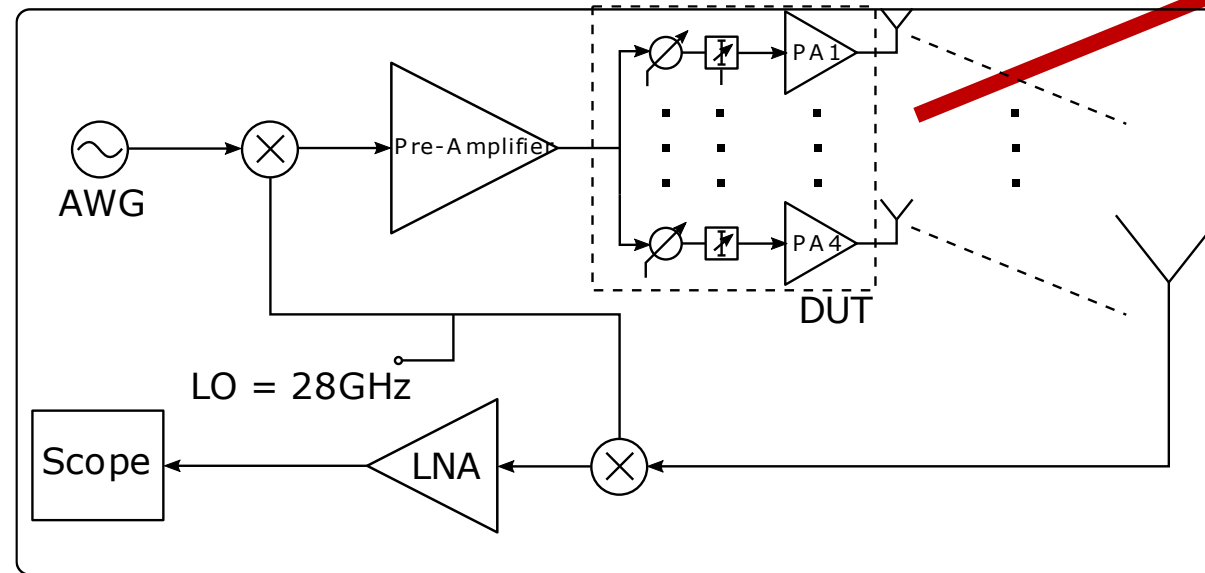 PA1
Pre-Amplifier
AWG
PA4
DUT
LO = 28GHz
Scope
LNA